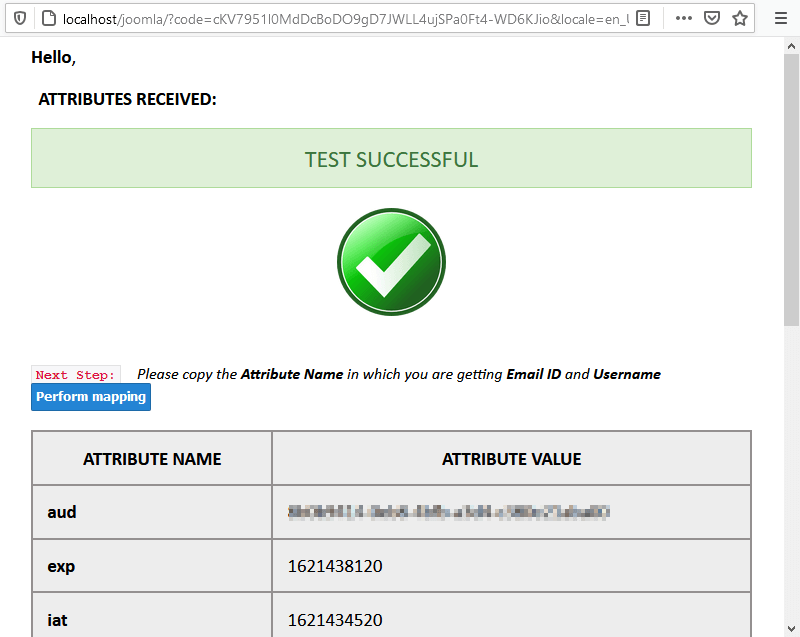 localhost/joomla/?code=cKV7951I0MdDcBoDO9gD7JWLL4ujSPa0Ft4-WD6KJio&locale=en_
Hello,
ATTRIBUTES RECEIVED:
TEST SUCCESSFUL
Next Step: Please copy the Attribute Name in which you are getting Email ID and Username
Perform mapping
ATTRIBUTE NAME ATTRIBUTE VALUE
aud
exp 1621438120
iat 1621434520